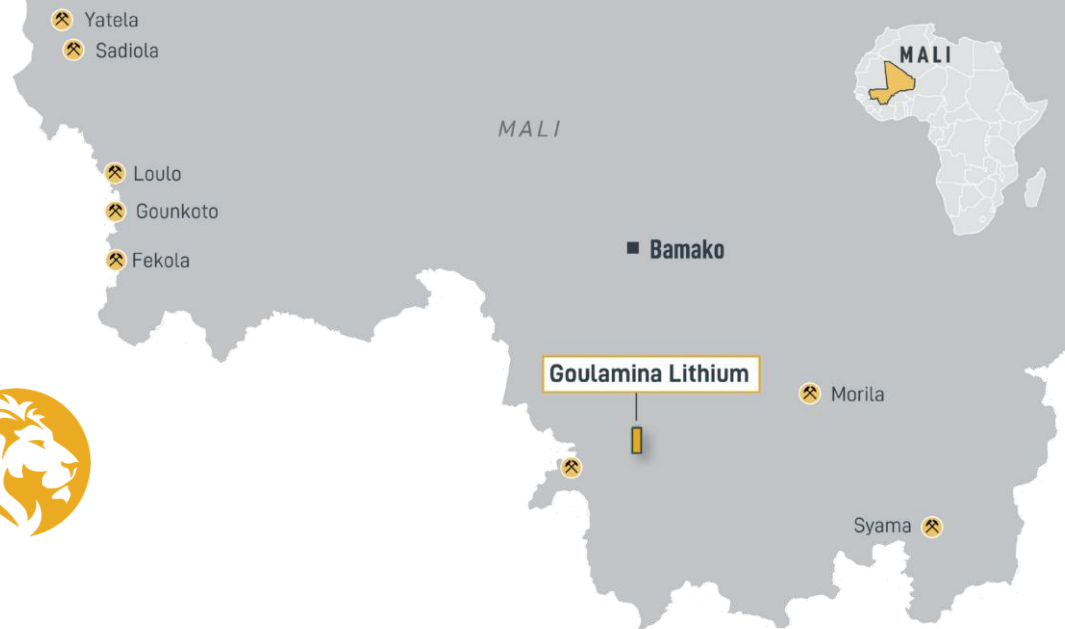 Yatela
Sadiola
MALI
MALI
Loulo
Gounkoto
Fekola
Bamako
Goulamina Lithium
Morila
Syama